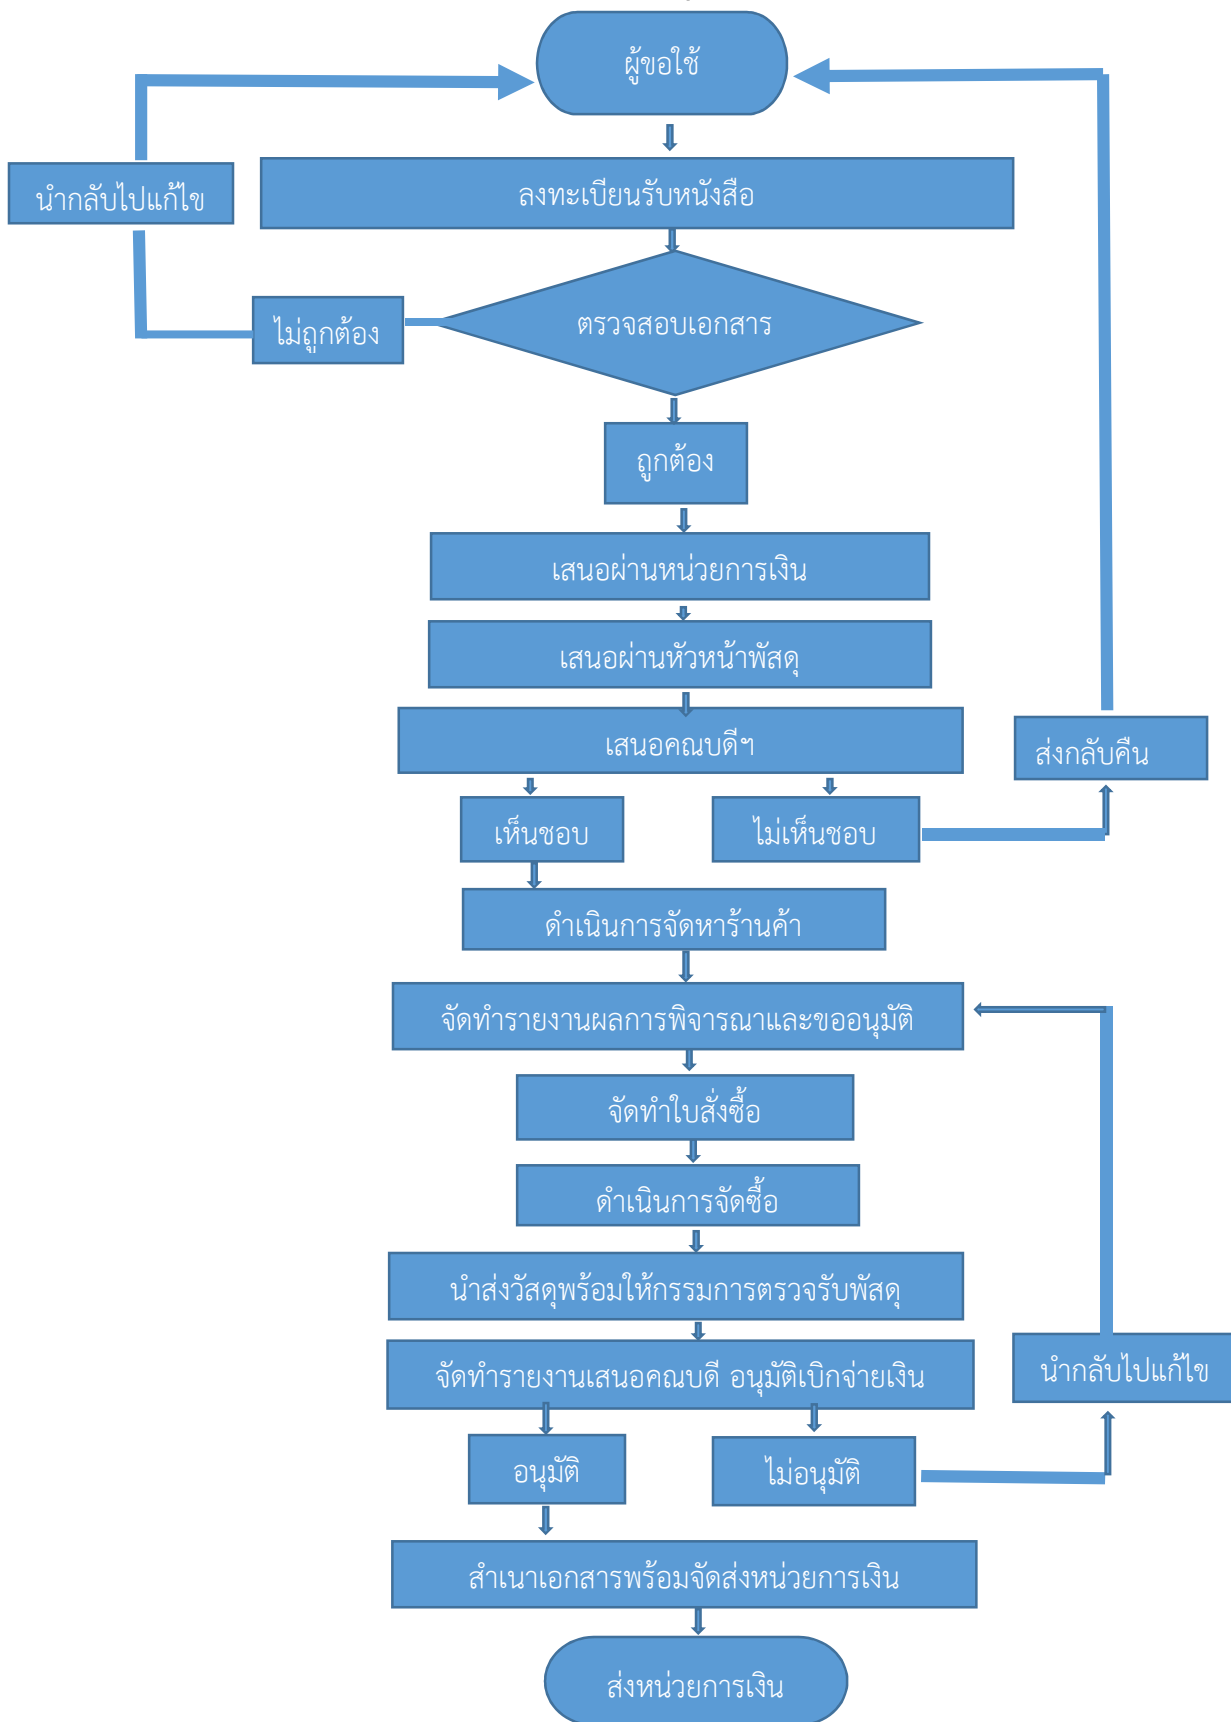 ผู้ขอใช้
นำกลับไปแก้ไข
ลงทะเบียนรับหนังสือ
ไม่ถูกต้อง
ตรวจสอบเอกสาร
ถูกต้อง
เสนอผ่านหน่วยการเงิน
เสนอผ่านหัวหน้าพัสดุ
เสนอคณบดีฯ
ส่งกลับคืน
เห็นชอบ
ไม่เห็นชอบ
ดำเนินการจัดหาร้านค้า
จัดทำรายงานผลการพิจารณาและขออนุมัติ
จัดทำใบสั่งซื้อ
ดำเนินการจัดซื้อ
นำส่งวัสดุพร้อมให้กรรมการตรวจรับพัสดุ
จัดทำรายงานเสนอคณบดี อนุมัติเบิกจ่ายเงิน
นำกลับไปแก้ไข
อนุมัติ
ไม่อนุมัติ
สำเนาเอกสารพร้อมจัดส่งหน่วยการเงิน
ส่งหน่วยการเงิน